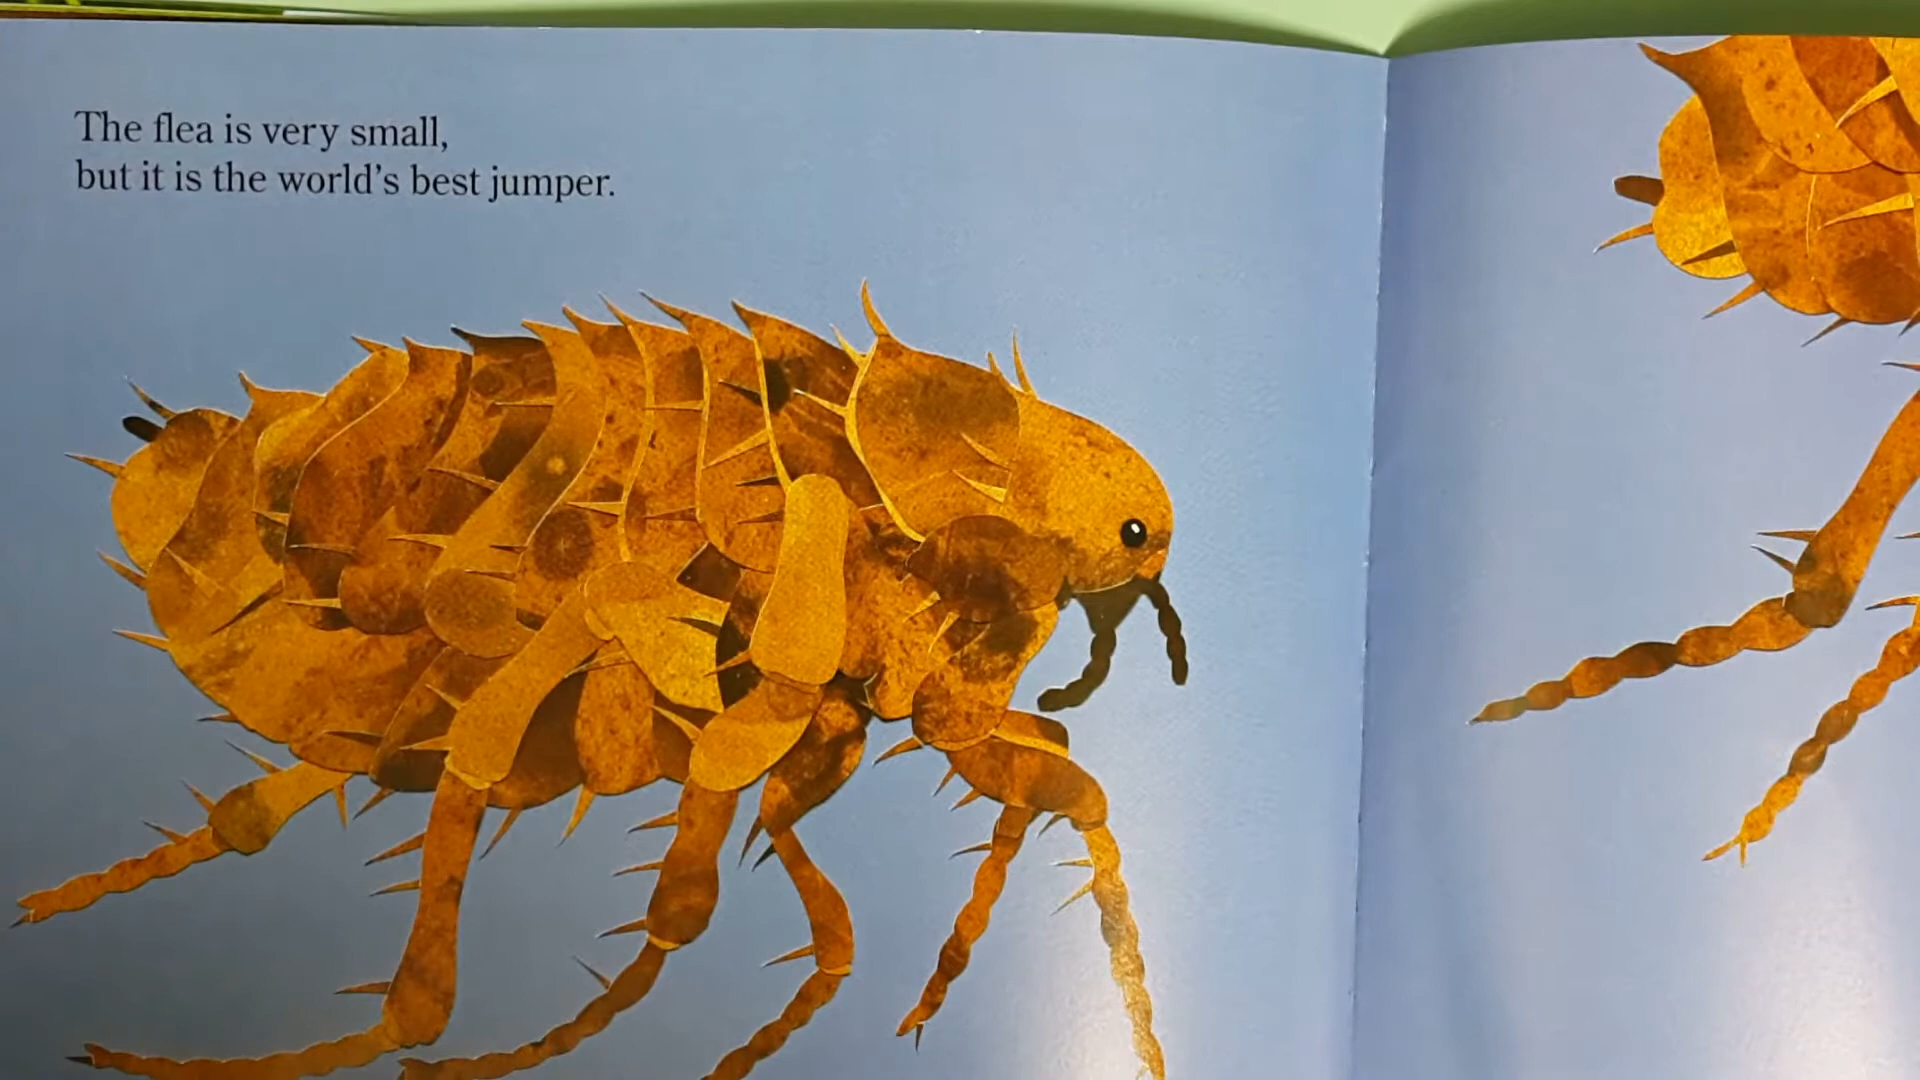 The flea is very small,
but it is the world's best jumper.